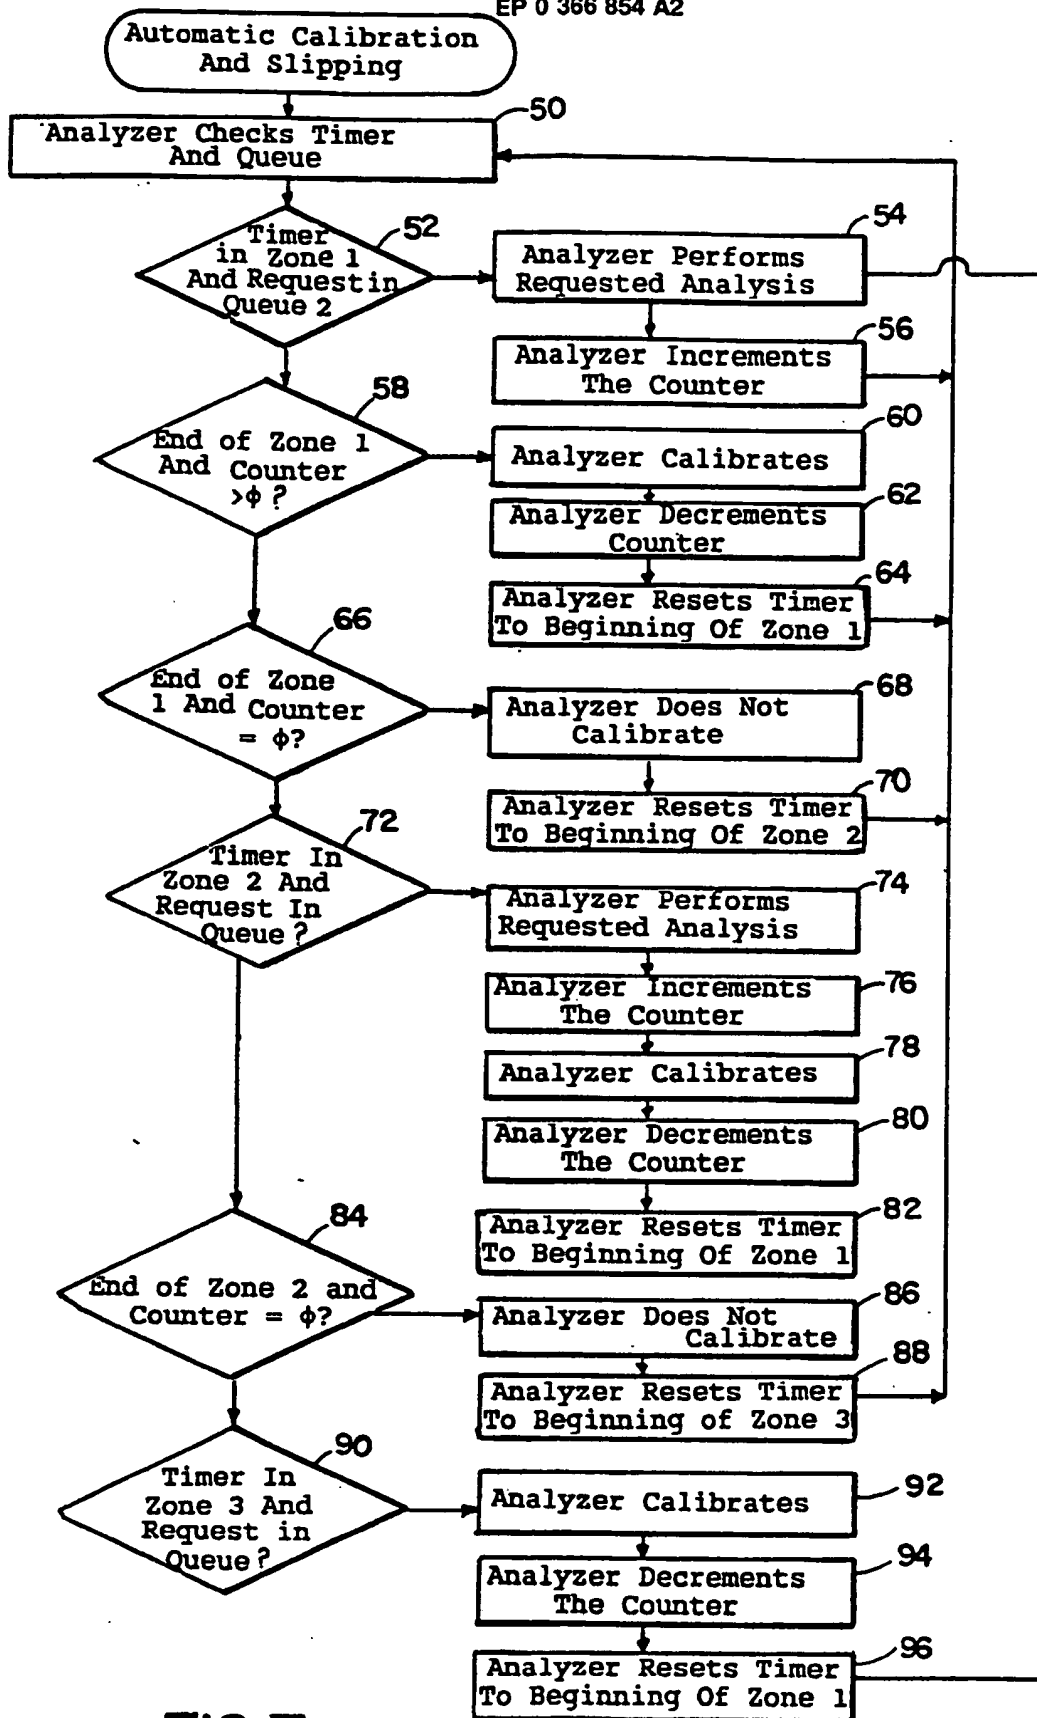 EP 0 366 854 A2
Automatic Calibration
And Slipping
50
Analyzer Checks Timer
And Queue
52
Timer
in Zone 1
And Request in
Queue 2
54
Analyzer Performs
Requested Analysis
56
Analyzer Increments
The Counter
58
End of Zone 1
And Counter
>ϕ ?
60
Analyzer Calibrates
62
Analyzer Decrements
Counter
64
Analyzer Resets Timer
To Beginning Of Zone 1
66
End of Zone
1 And Counter
= ϕ?
68
Analyzer Does Not
Calibrate
70
Analyzer Resets Timer
To Beginning Of Zone 2
72
Timer In
Zone 2 And
Request In
Queue ?
74
Analyzer Performs
Requested Analysis
76
Analyzer Increments
The Counter
78
Analyzer Calibrates
80
Analyzer Decrements
The Counter
82
Analyzer Resets Timer
To Beginning Of Zone 1
84
End of Zone 2 and
Counter = ϕ?
86
Analyzer Does Not
Calibrate
88
Analyzer Resets Timer
To Beginning of Zone 3
90
Timer In
Zone 3 And
Request in
Queue ?
92
Analyzer Calibrates
94
Analyzer Decrements
The Counter
96
Analyzer Resets Timer
To Beginning Of Zone 1